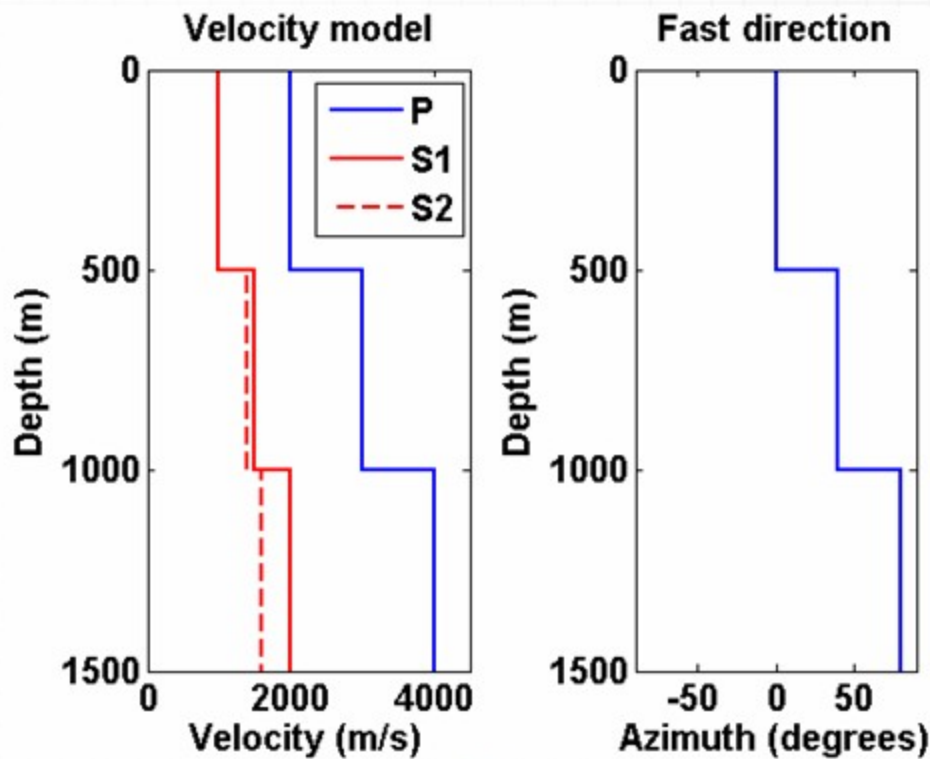 Velocity model
0
500
1000
1500
Depth (m)
P
S1
S2
0 2000 4000
Velocity (m/s)
Fast direction
0
500
1000
1500
Depth (m)
-50 0 50
Azimuth (degrees)